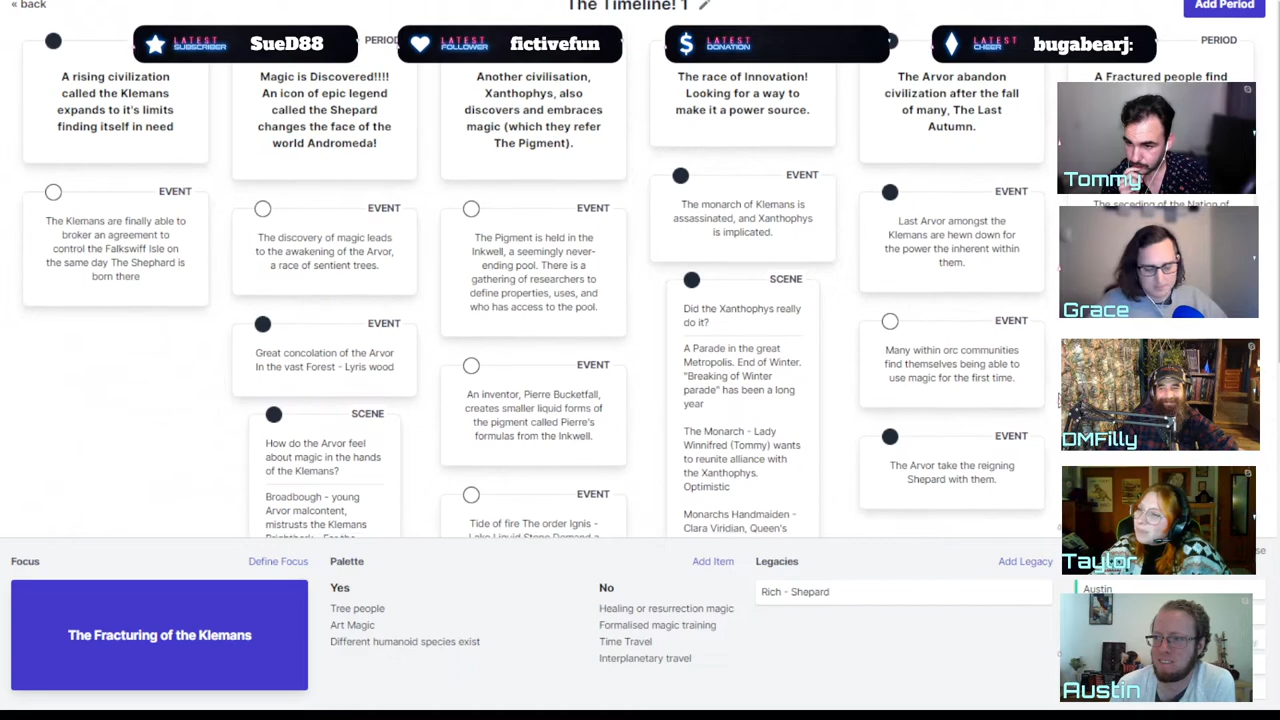 « back
The Timeline! 1
Add Period
LATEST SUBSCRIBER
SueD88
PERIOD
LATEST FOLLOWER
fictivefun
LATEST DONATION
LATEST CHEER
bugabearj:
PERIOD
A rising civilization
called the Klemans
expands to it's limits
finding itself in need
Magic is Discovered!!!!
An icon of epic legend
called the Shepard
changes the face of the
world Andromeda!
Another civilisation,
Xanthophys, also
discovers and embraces
magic (which they refer
The Pigment).
The race of Innovation!
Looking for a way to
make it a power source.
The Arvor abandon
civilization after the fall
of many, The Last
Autumn.
A Fractured people find
EVENT
The Klemans are finally able to
broker an agreement to
control the Falkswiff Isle on
the same day The Shephard is
born there
EVENT
The discovery of magic leads
to the awakening of the Arvor,
a race of sentient trees.
EVENT
Great concolation of the Arvor
In the vast Forest - Lyris wood
SCENE
How do the Arvor feel
about magic in the hands
of the Klemans?
Broadbough - young
Arvor malcontent,
mistrusts the Klemans
EVENT
The Pigment is held in the
Inkwell, a seemingly never-
ending pool. There is a
gathering of researchers to
define properties, uses, and
who has access to the pool.
EVENT
An inventor, Pierre Bucketfall,
creates smaller liquid forms of
the pigment called Pierre's
formulas from the Inkwell.
EVENT
Tide of fire The order Ignis -
EVENT
The monarch of Klemans is
assassinated, and Xanthophys
is implicated.
SCENE
Did the Xanthophys really
do it?
A Parade in the great
Metropolis. End of Winter.
"Breaking of Winter
parade" has been a long
year
The Monarch - Lady
Winnifred (Tommy) wants
to reunite alliance with
the Xanthophys.
Optimistic
Monarchs Handmaiden -
Clara Viridian, Queen's
EVENT
Last Arvor amongst the
Klemans are hewn down for
the power the inherent within
them.
EVENT
Many within orc communities
find themselves being able to
use magic for the first time.
EVENT
The Arvor take the reigning
Shepard with them.
The seceding of the Nation of
Tommy
Grace
DMFilly
Taylor
Austin
Austin
Focus
Define Focus
The Fracturing of the Klemans
Palette
Add Item
Yes
Tree people
Art Magic
Different humanoid species exist
No
Healing or resurrection magic
Formalised magic training
Time Travel
Interplanetary travel
Legacies
Add Legacy
Rich - Shepard